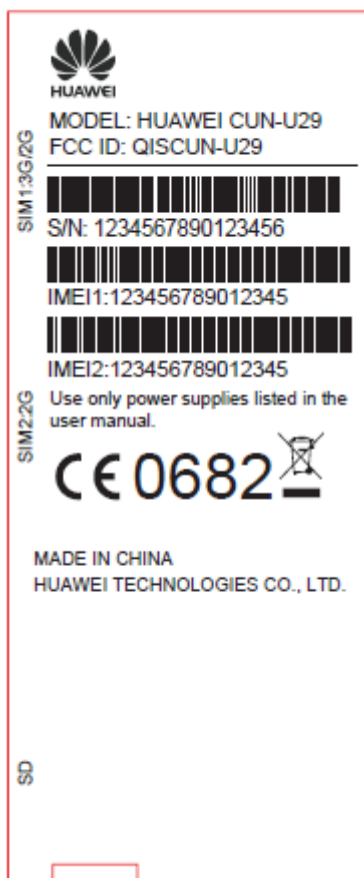 HUAWEI
MODEL: HUAWEI CUN-U29
FCC ID: QISCUN-U29
SIM1:3G/2G
S/N: 1234567890123456
IMEI1:123456789012345
IMEI2:123456789012345
SIM2:2G
Use only power supplies listed in the
user manual.
CE 0682
MADE IN CHINA
HUAWEI TECHNOLOGIES CO., LTD.
SD